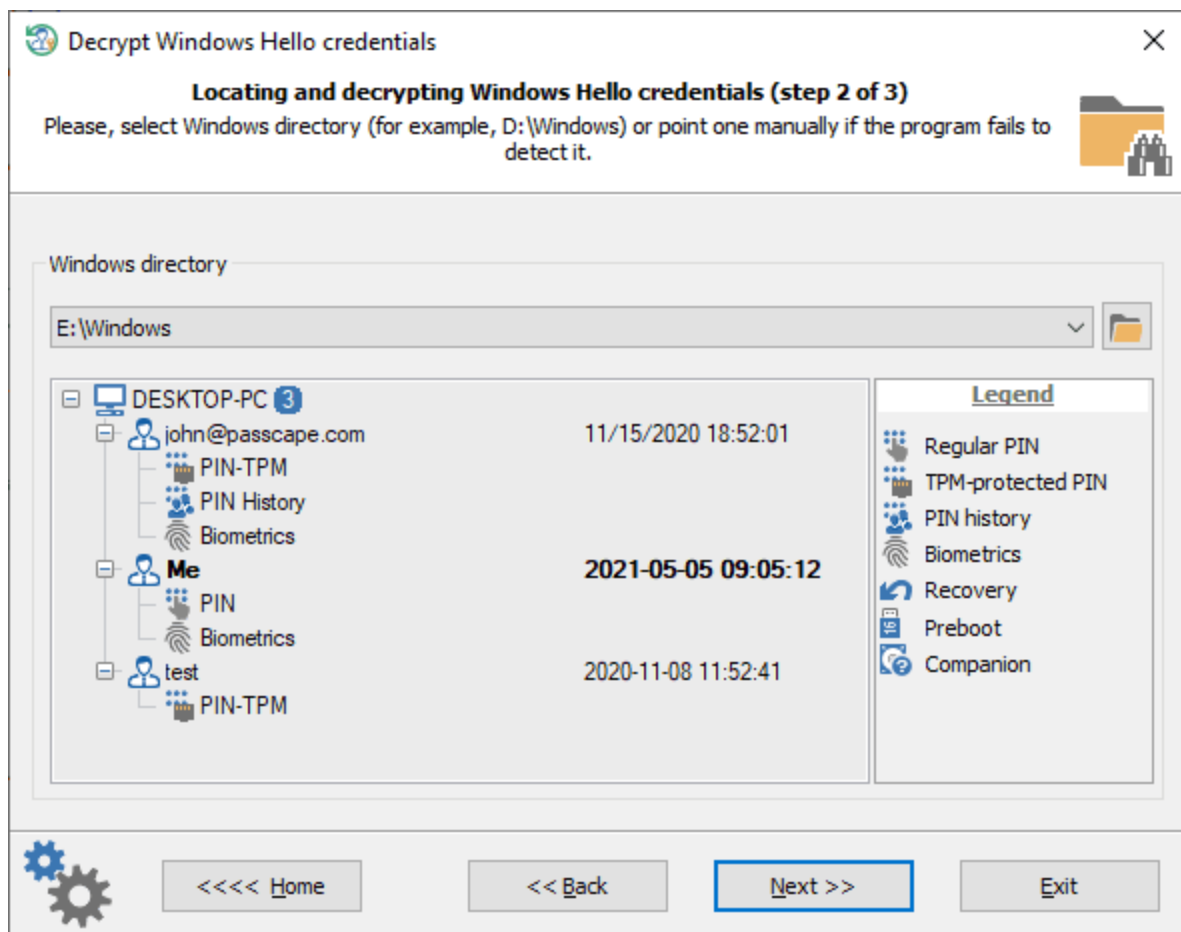 Decrypt Windows Hello credentials
Locating and decrypting Windows Hello credentials (step 2 of 3)
Please, select Windows directory (for example, D:\Windows) or point one manually if the program fails to
detect it.
Windows directory
E:\Windows
DESKTOP-PC 3
john@passcape.com 11/15/2020 18:52:01
PIN-TPM
PIN History
Biometrics
Me 2021-05-05 09:05:12
PIN
Biometrics
test 2020-11-08 11:52:41
PIN-TPM
Legend
Regular PIN
TPM-protected PIN
PIN history
Biometrics
Recovery
Preboot
Companion
<<<< Home
<< Back
Next >>
Exit